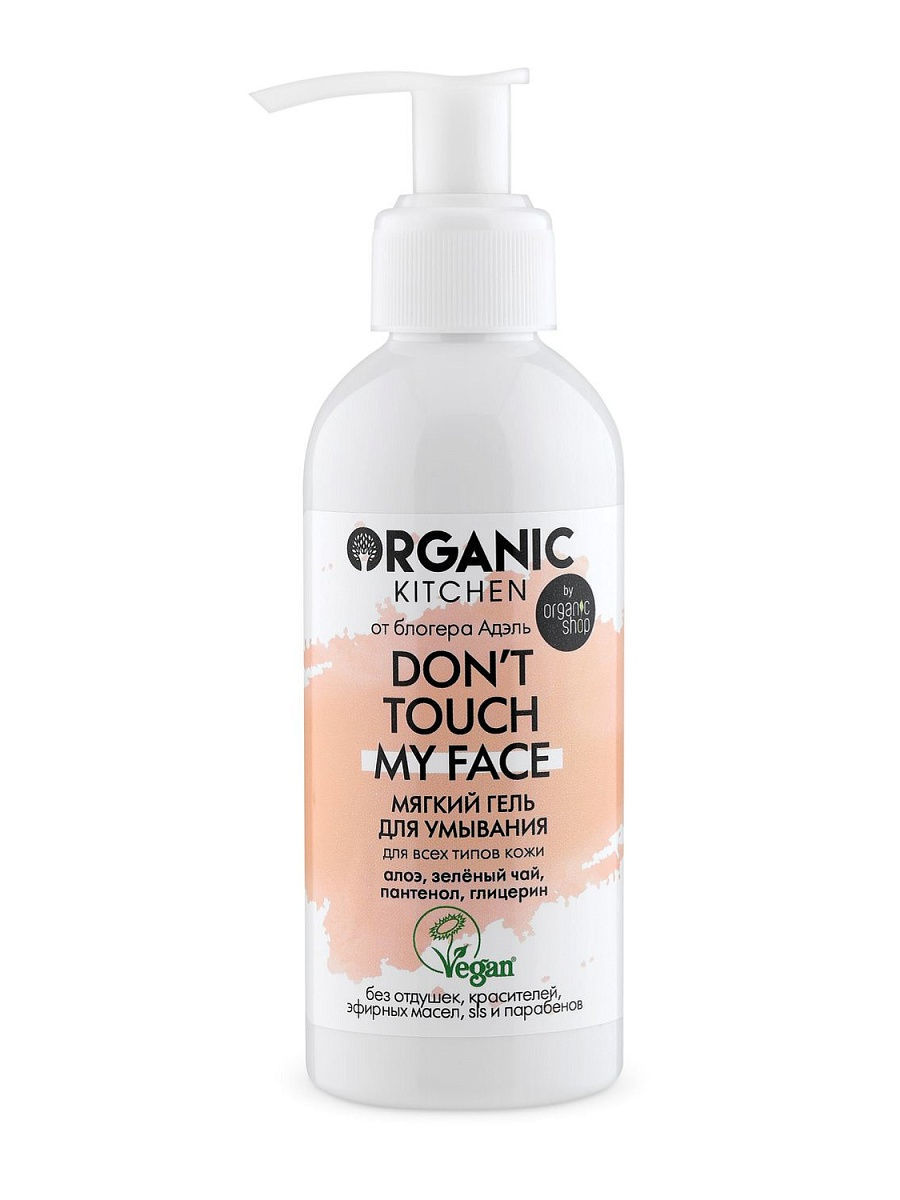 ORGANIC
KITCHEN
by
organic
shop
от блогера Адэль
DON'T
TOUCH
MY FACE
МЯГКИЙ ГЕЛЬ
ДЛЯ УМЫВАНИЯ
для всех типов кожи
алоэ, зелёный чай,
пантенол, глицерин
Vegan
без отдушек, красителей,
эфирных масел, sls и парабенов